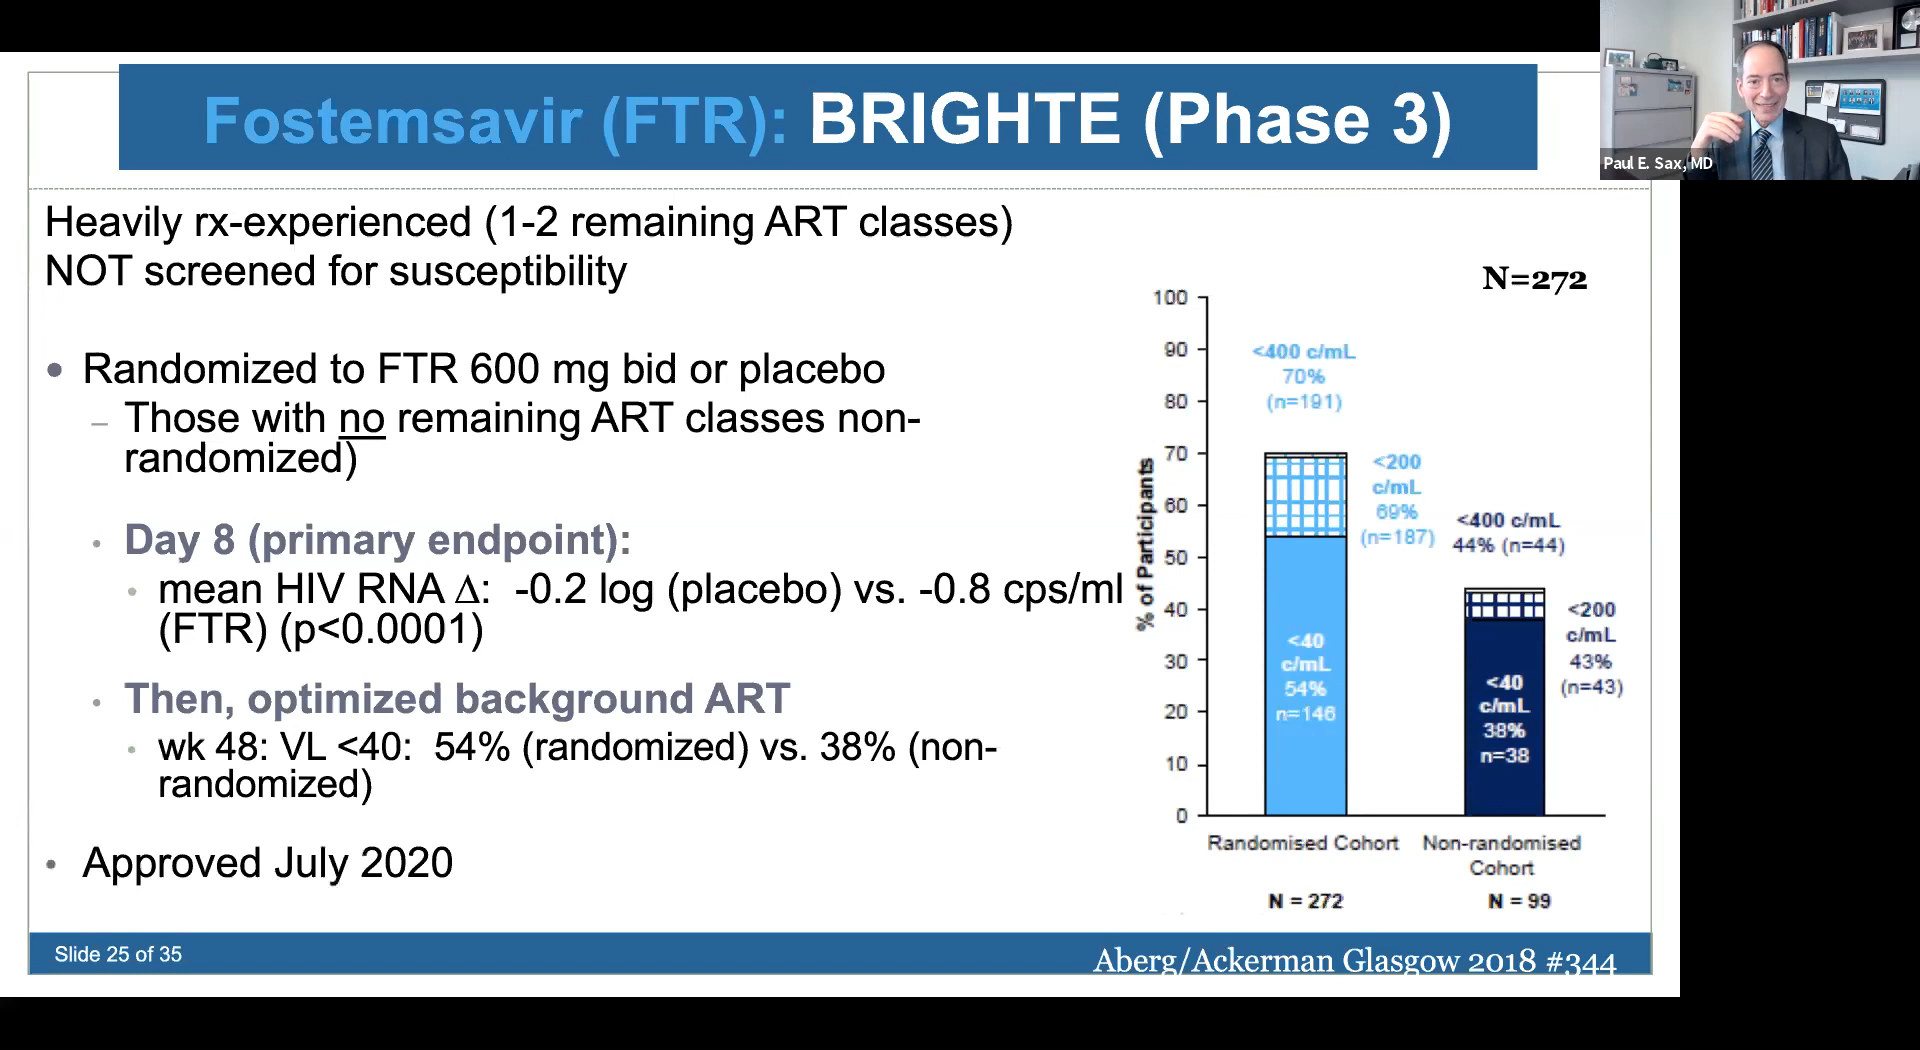 Fostemsavir (FTR): BRIGHTE (Phase 3)
Paul E. Sax, MD
Heavily rx-experienced (1-2 remaining ART classes)
NOT screened for susceptibility
• Randomized to FTR 600 mg bid or placebo
– Those with no remaining ART classes non-
randomized)
• Day 8 (primary endpoint):
• mean HIV RNA Δ:  -0.2 log (placebo) vs. -0.8 cps/ml
(FTR) (p<0.0001)
• Then, optimized background ART
• wk 48: VL <40:  54% (randomized) vs. 38% (non-
randomized)
• Approved July 2020
N=272
% of Participants
100
90
80
70
60
50
40
30
20
10
0
<400 c/mL
70%
(n=191)
<200
c/mL
69%
(n=187)
<40
c/mL
54%
n=146
<400 c/mL
44% (n=44)
<200
c/mL
43%
(n=43)
<40
c/mL
38%
n=38
Randomised Cohort
Non-randomised
Cohort
N = 272
N = 99
Slide 25 of 35
Aberg/Ackerman Glasgow 2018 #344